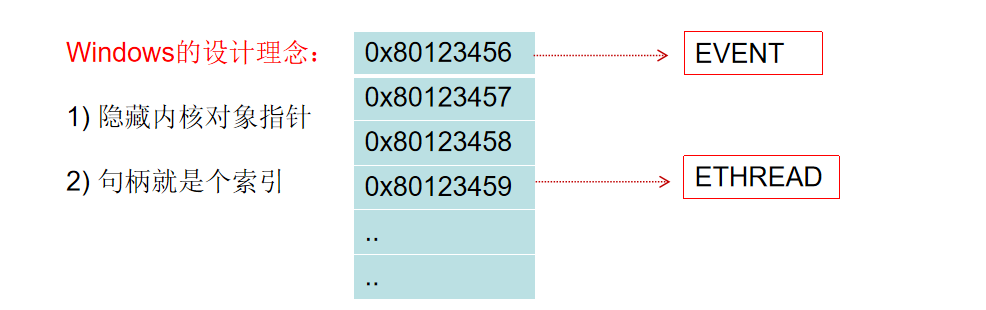 Windows的设计理念：
1) 隐藏内核对象指针
2) 句柄就是个索引
0x80123456
0x80123457
0x80123458
0x80123459
..
..
EVENT
ETHREAD